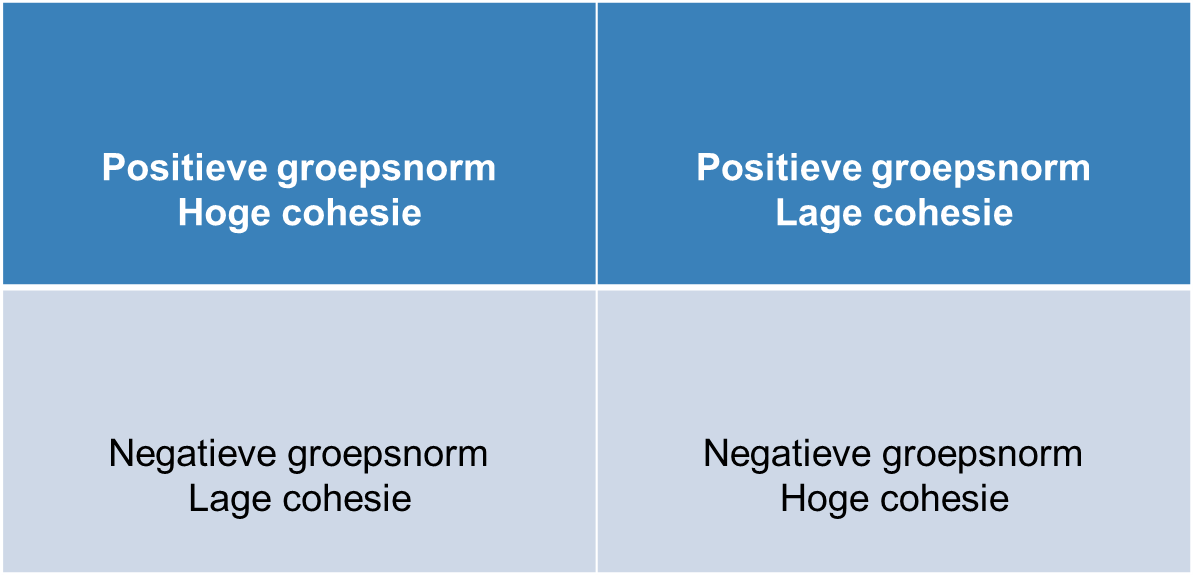 Positieve groepsnorm
Hoge cohesie
Positieve groepsnorm
Lage cohesie
Negatieve groepsnorm
Lage cohesie
Negatieve groepsnorm
Hoge cohesie